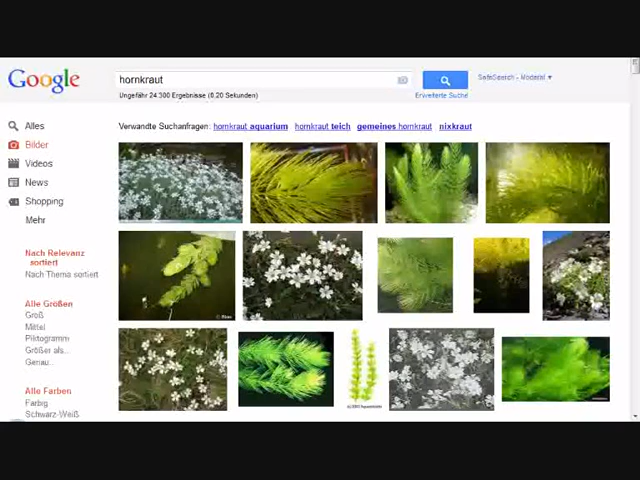 Google
hornkraut
Ungefähr 24 300 Ergebnisse (0,20 Sekunden)
Erweiterte Suche
SafeSearch - Moderat ▼
Alles
Bilder
Videos
News
Shopping
Mehr
Verwandte Suchanfragen: hornkraut aquarium hornkraut teich gemeines hornkraut nixkraut
Nach Relevanz
sortiert
Nach Thema sortiert
Alle Größen
Groß
Mittel
Piktogramm
Größer als...
Genau...
Alle Farben
Farbig
Schwarz-Weiß